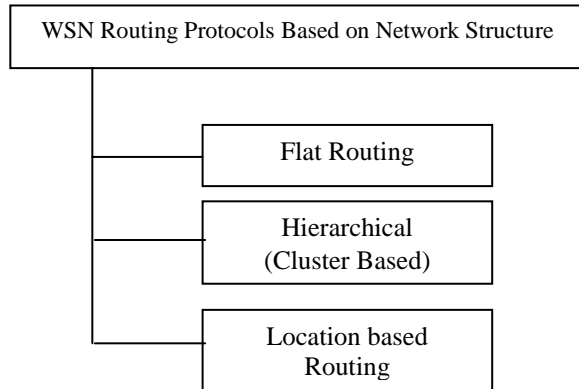 WSN Routing Protocols Based on Network Structure
Flat Routing
Hierarchical
(Cluster Based)
Location based
Routing